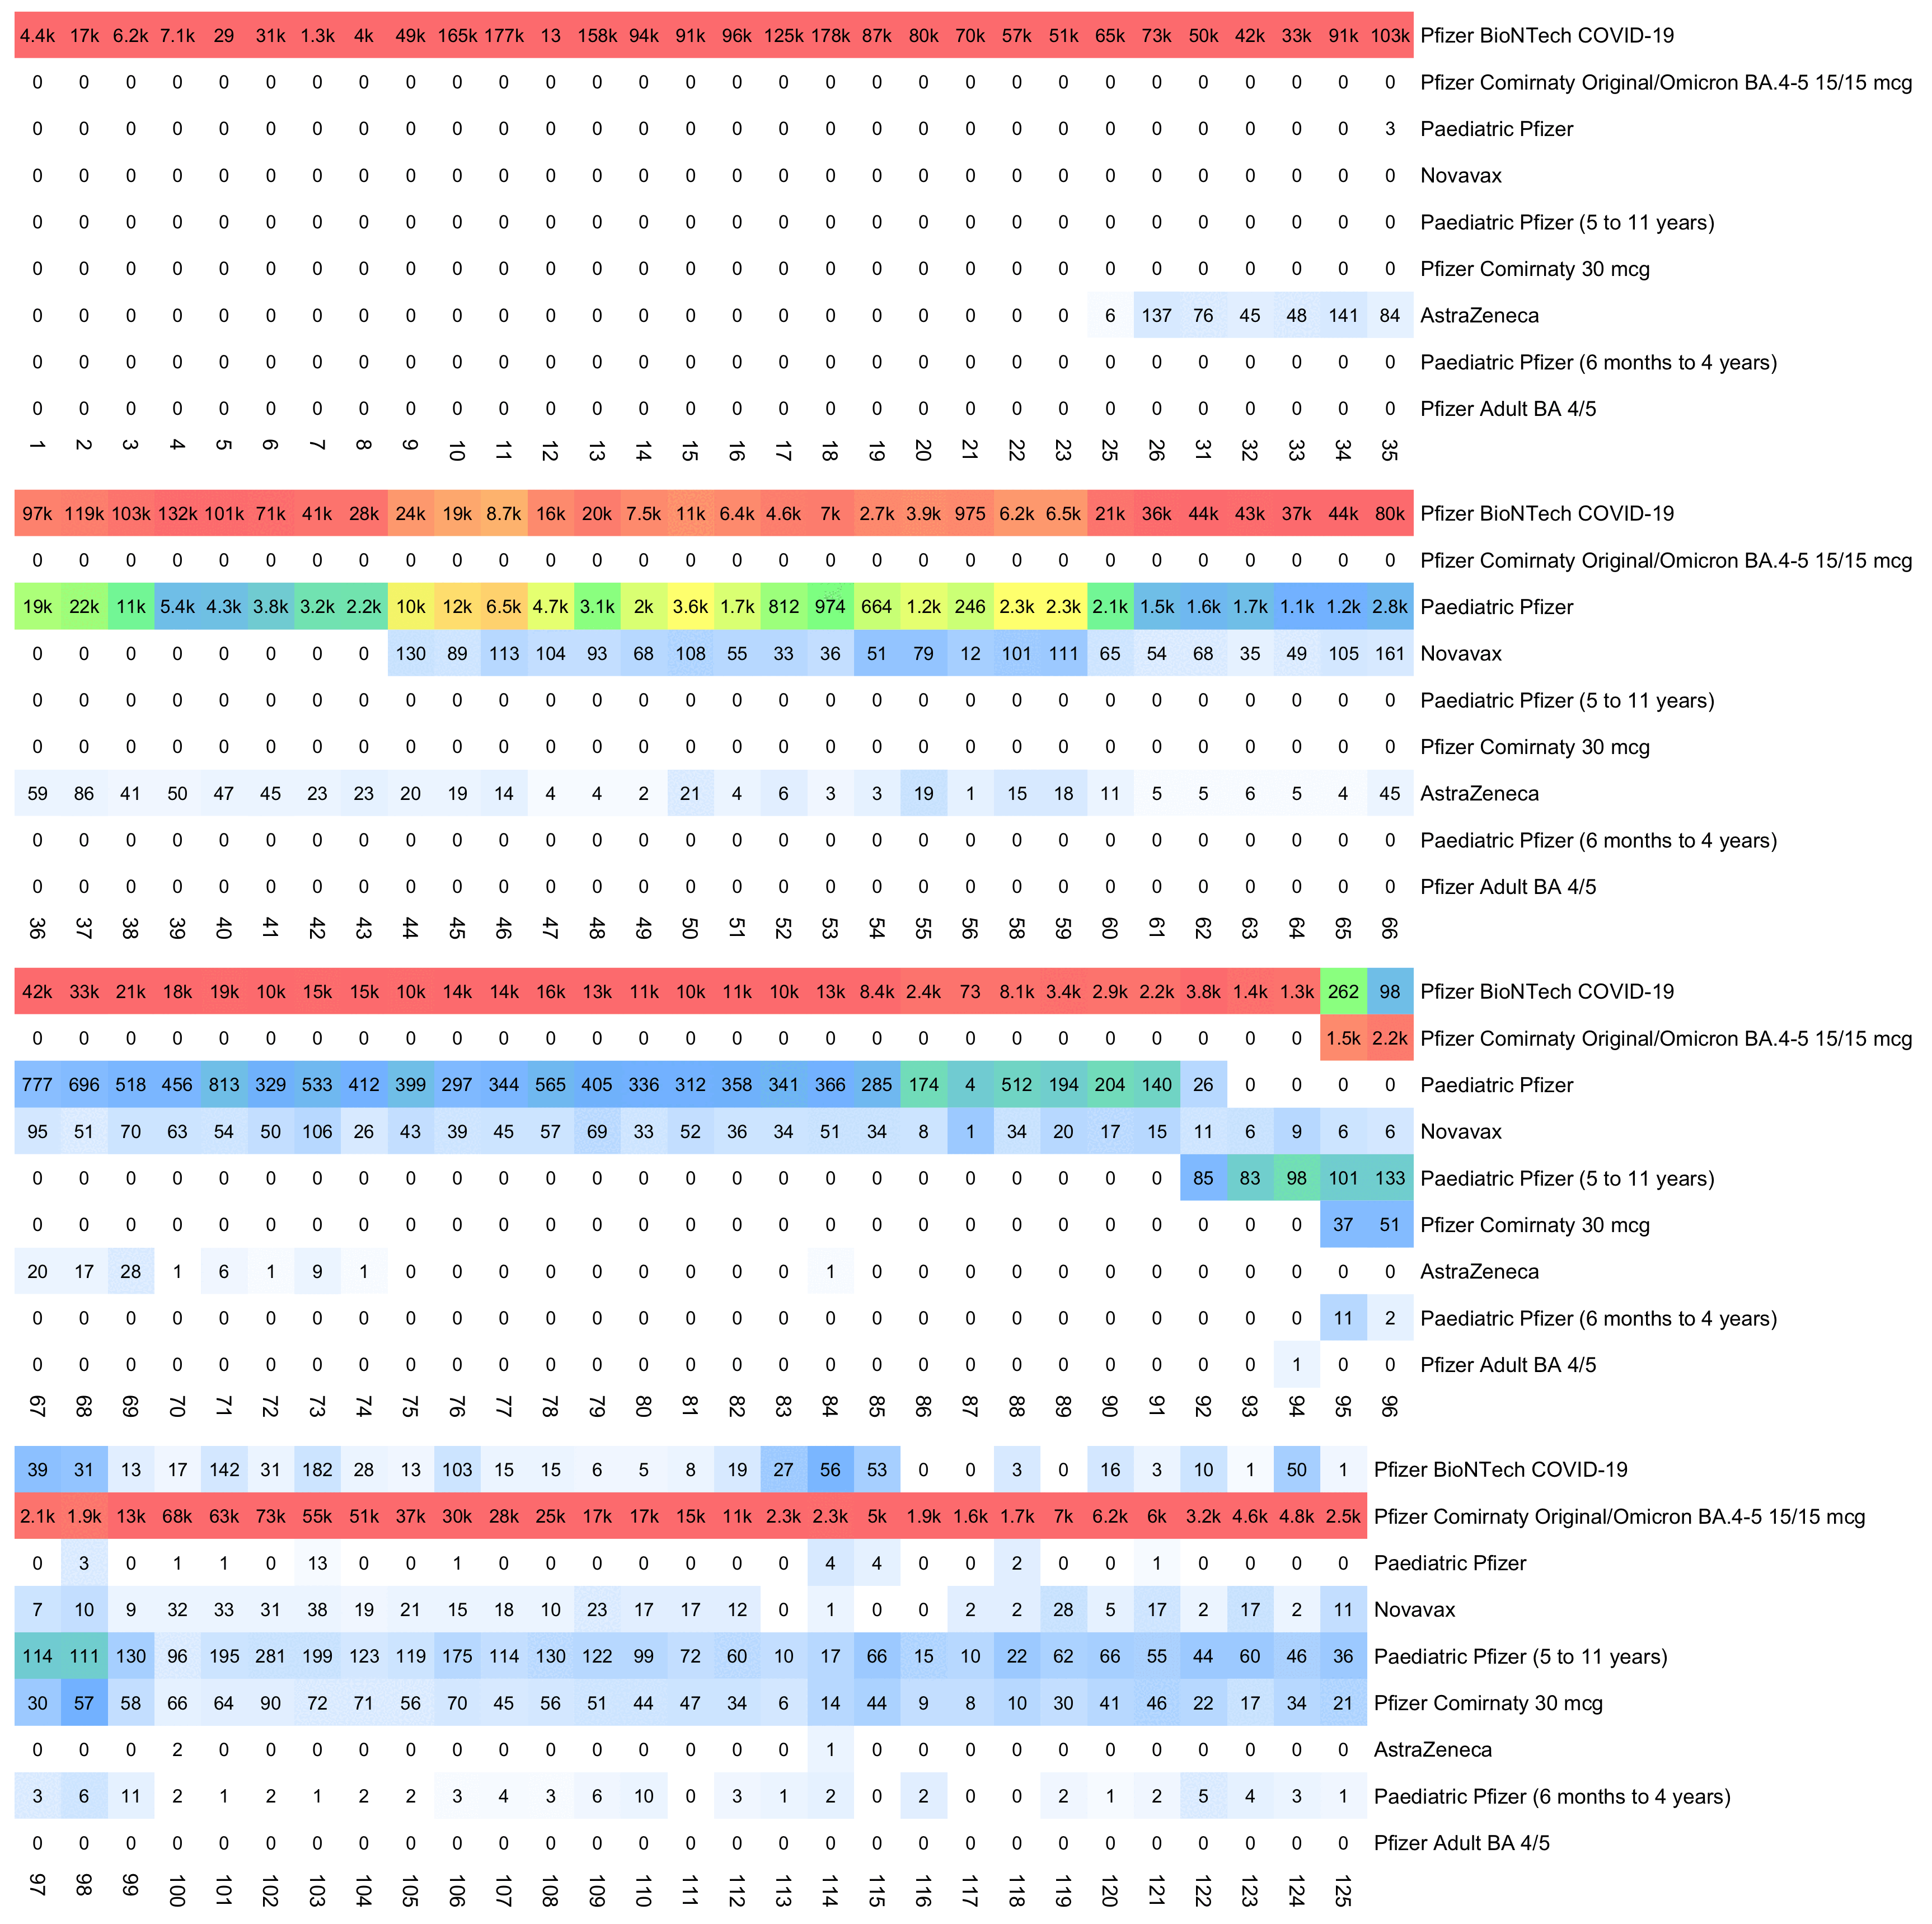 4.4k 17k 6.2k 7.1k 29 31k 1.3k 4k 49k 165k 177k 13 158k 94k 91k 96k 125k 178k 87k 80k 70k 57k 51k 65k 73k 50k 42k 33k 91k 103k Pfizer BioNTech COVID-19
0 0 0 0 0 0 0 0 0 0 0 0 0 0 0 0 0 0 0 0 0 0 0 0 0 0 0 0 0 0 Pfizer Comirnaty Original/Omicron BA.4-5 15/15 mcg
0 0 0 0 0 0 0 0 0 0 0 0 0 0 0 0 0 0 0 0 0 0 0 0 0 0 0 0 0 3 Paediatric Pfizer
0 0 0 0 0 0 0 0 0 0 0 0 0 0 0 0 0 0 0 0 0 0 0 0 0 0 0 0 0 0 Novavax
0 0 0 0 0 0 0 0 0 0 0 0 0 0 0 0 0 0 0 0 0 0 0 0 0 0 0 0 0 0 Paediatric Pfizer (5 to 11 years)
0 0 0 0 0 0 0 0 0 0 0 0 0 0 0 0 0 0 0 0 0 0 0 0 0 0 0 0 0 0 Pfizer Comirnaty 30 mcg
0 0 0 0 0 0 0 0 0 0 0 0 0 0 0 0 0 0 0 0 0 0 0 6 137 76 45 48 141 84 AstraZeneca
0 0 0 0 0 0 0 0 0 0 0 0 0 0 0 0 0 0 0 0 0 0 0 0 0 0 0 0 0 0 Paediatric Pfizer (6 months to 4 years)
0 0 0 0 0 0 0 0 0 0 0 0 0 0 0 0 0 0 0 0 0 0 0 0 0 0 0 0 0 0 Pfizer Adult BA 4/5
1 2 3 4 5 6 7 8 9 10 11 12 13 14 15 16 17 18 19 20 21 22 23 25 26 31 32 33 34 35
97k 119k 103k 132k 101k 71k 41k 28k 24k 19k 8.7k 16k 20k 7.5k 11k 6.4k 4.6k 7k 2.7k 3.9k 975 6.2k 6.5k 21k 36k 44k 43k 37k 44k 80k Pfizer BioNTech COVID-19
0 0 0 0 0 0 0 0 0 0 0 0 0 0 0 0 0 0 0 0 0 0 0 0 0 0 0 0 0 0 Pfizer Comirnaty Original/Omicron BA.4-5 15/15 mcg
19k 22k 11k 5.4k 4.3k 3.8k 3.2k 2.2k 10k 12k 6.5k 4.7k 3.1k 2k 3.6k 1.7k 812 974 664 1.2k 246 2.3k 2.3k 2.1k 1.5k 1.6k 1.7k 1.1k 1.2k 2.8k Paediatric Pfizer
0 0 0 0 0 0 0 0 130 89 113 104 93 68 108 55 33 36 51 79 12 101 111 65 54 68 35 49 105 161 Novavax
0 0 0 0 0 0 0 0 0 0 0 0 0 0 0 0 0 0 0 0 0 0 0 0 0 0 0 0 0 0 Paediatric Pfizer (5 to 11 years)
0 0 0 0 0 0 0 0 0 0 0 0 0 0 0 0 0 0 0 0 0 0 0 0 0 0 0 0 0 0 Pfizer Comirnaty 30 mcg
59 86 41 50 47 45 23 23 20 19 14 4 4 2 21 4 6 3 3 19 1 15 18 11 5 5 6 5 4 45 AstraZeneca
0 0 0 0 0 0 0 0 0 0 0 0 0 0 0 0 0 0 0 0 0 0 0 0 0 0 0 0 0 0 Paediatric Pfizer (6 months to 4 years)
0 0 0 0 0 0 0 0 0 0 0 0 0 0 0 0 0 0 0 0 0 0 0 0 0 0 0 0 0 0 Pfizer Adult BA 4/5
36 37 38 39 40 41 42 43 44 45 46 47 48 49 50 51 52 53 54 55 56 58 59 60 61 62 63 64 65 66
42k 33k 21k 18k 19k 10k 15k 15k 10k 14k 14k 16k 13k 11k 10k 11k 10k 13k 8.4k 2.4k 73 8.1k 3.4k 2.9k 2.2k 3.8k 1.4k 1.3k 262 98 Pfizer BioNTech COVID-19
0 0 0 0 0 0 0 0 0 0 0 0 0 0 0 0 0 0 0 0 0 0 0 0 0 0 0 0 1.5k 2.2k Pfizer Comirnaty Original/Omicron BA.4-5 15/15 mcg
777 696 518 456 813 329 533 412 399 297 344 565 405 336 312 358 341 366 285 174 4 512 194 204 140 26 0 0 0 0 Paediatric Pfizer
95 51 70 63 54 50 106 26 43 39 45 57 69 33 52 36 34 51 34 8 1 34 20 17 15 11 6 9 6 6 Novavax
0 0 0 0 0 0 0 0 0 0 0 0 0 0 0 0 0 0 0 0 0 0 0 0 0 85 83 98 101 133 Paediatric Pfizer (5 to 11 years)
0 0 0 0 0 0 0 0 0 0 0 0 0 0 0 0 0 0 0 0 0 0 0 0 0 0 0 0 37 51 Pfizer Comirnaty 30 mcg
20 17 28 1 6 1 9 1 0 0 0 0 0 0 0 0 0 1 0 0 0 0 0 0 0 0 0 0 0 0 AstraZeneca
0 0 0 0 0 0 0 0 0 0 0 0 0 0 0 0 0 0 0 0 0 0 0 0 0 0 0 0 11 2 Paediatric Pfizer (6 months to 4 years)
0 0 0 0 0 0 0 0 0 0 0 0 0 0 0 0 0 0 0 0 0 0 0 0 0 0 0 1 0 0 Pfizer Adult BA 4/5
67 68 69 70 71 72 73 74 75 76 77 78 79 80 81 82 83 84 85 86 87 88 89 90 91 92 93 94 95 96
39 31 13 17 142 31 182 28 13 103 15 15 6 5 8 19 27 56 53 0 0 3 0 16 3 10 1 50 1 Pfizer BioNTech COVID-19
2.1k 1.9k 13k 68k 63k 73k 55k 51k 37k 30k 28k 25k 17k 17k 15k 11k 2.3k 2.3k 5k 1.9k 1.6k 1.7k 7k 6.2k 6k 3.2k 4.6k 4.8k 2.5k Pfizer Comirnaty Original/Omicron BA.4-5 15/15 mcg
0 3 0 1 1 0 13 0 0 1 0 0 0 0 0 0 0 4 4 0 0 2 0 0 1 0 0 0 0 Paediatric Pfizer
7 10 9 32 33 31 38 19 21 15 18 10 23 17 17 12 0 1 0 0 2 2 28 5 17 2 17 2 11 Novavax
114 111 130 96 195 281 199 123 119 175 114 130 122 99 72 60 10 17 66 15 10 22 62 66 55 44 60 46 36 Paediatric Pfizer (5 to 11 years)
30 57 58 66 64 90 72 71 56 70 45 56 51 44 47 34 6 14 44 9 8 10 30 41 46 22 17 34 21 Pfizer Comirnaty 30 mcg
0 0 0 2 0 0 0 0 0 0 0 0 0 0 0 0 0 1 0 0 0 0 0 0 0 0 0 0 0 AstraZeneca
3 6 11 2 1 2 1 2 2 3 4 3 6 10 0 3 1 2 0 2 0 0 2 1 2 5 4 3 1 Paediatric Pfizer (6 months to 4 years)
0 0 0 0 0 0 0 0 0 0 0 0 0 0 0 0 0 0 0 0 0 0 0 0 0 0 0 0 0 Pfizer Adult BA 4/5
97 98 99 100 101 102 103 104 105 106 107 108 109 110 111 112 113 114 115 116 117 118 119 120 121 122 123 124 125